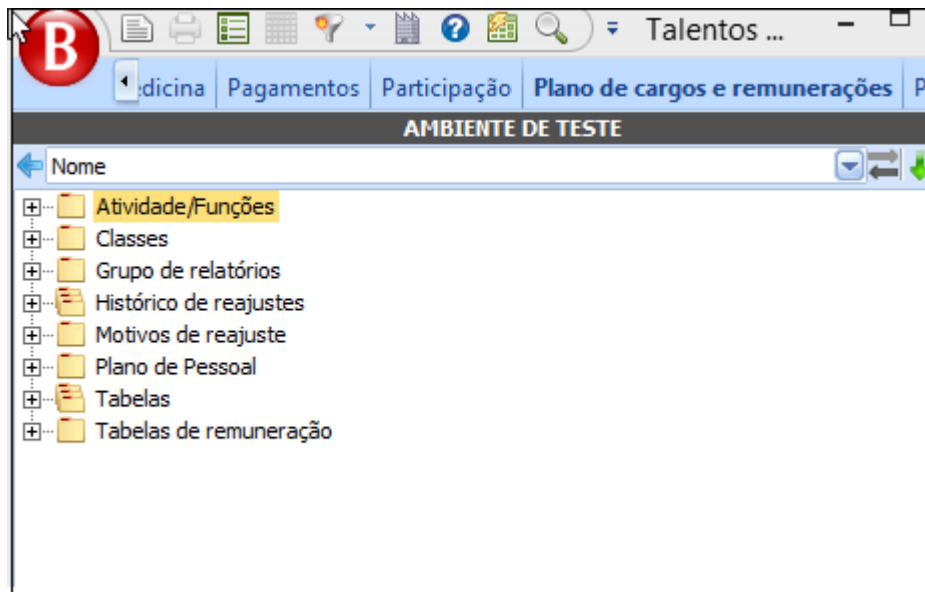 B Talentos ...
dicina Pagamentos Participação Plano de cargos e remunerações P
AMBIENTE DE TESTE
Nome
Atividade/Funções
Classes
Grupo de relatórios
Histórico de reajustes
Motivos de reajuste
Plano de Pessoal
Tabelas
Tabelas de remuneração